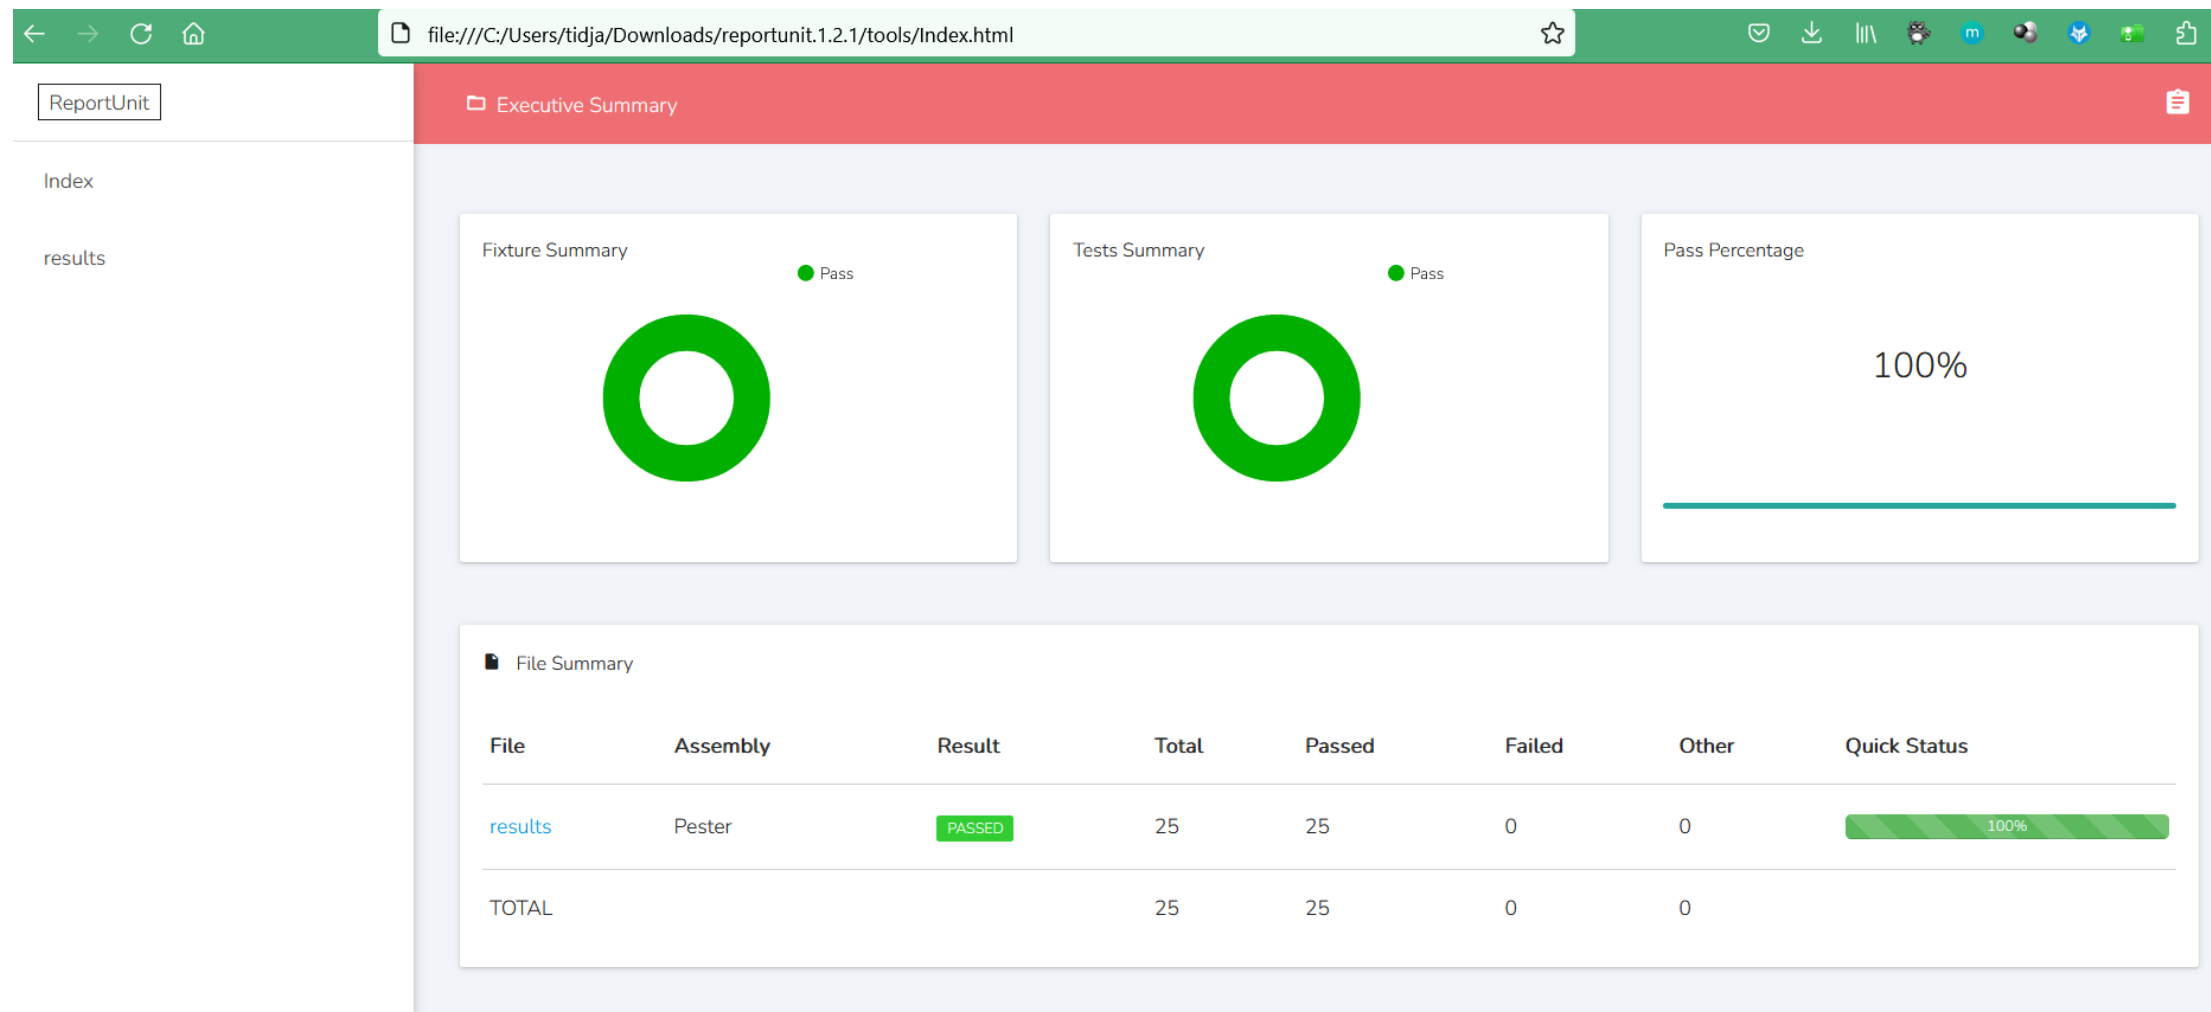 file:///C:/Users/tidja/Downloads/reportunit.1.2.1/tools/Index.html
m
ReportUnit
Executive Summary
Index
results
Fixture Summary
Pass
Tests Summary
Pass
Pass Percentage
100%
File Summary
File Assembly Result Total Passed Failed Other Quick Status
results Pester PASSED 25 25 0 0 100%
TOTAL 25 25 0 0